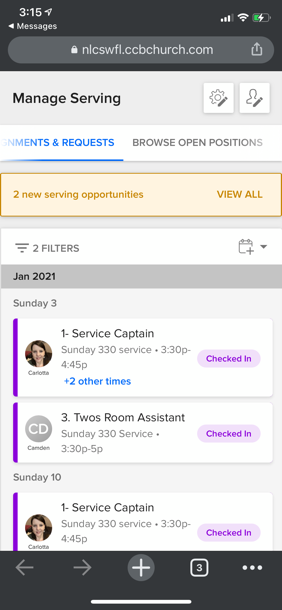 3:15
◀ Messages
nlcswfl.ccbchurch.com
Manage Serving
NMENTS & REQUESTS
BROWSE OPEN POSITIONS
2 new serving opportunities
VIEW ALL
2 FILTERS
Jan 2021
Sunday 3
1- Service Captain
Sunday 330 service • 3:30p-
4:45p
Checked In
Carlotta
+2 other times
3. Twos Room Assistant
CD
Sunday 330 Service •
3:30p-5p
Checked In
Camden
Sunday 10
1- Service Captain
Sunday 330 service • 3:30p-
4:45p
Checked In
Carlotta
3